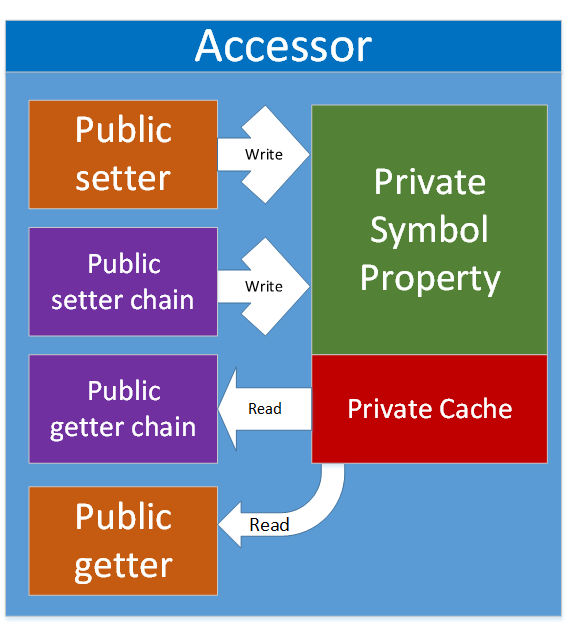 Accessor
Public
setter
Write
Private
Symbol
Property
Public
setter chain
Write
Public
getter chain
Read
Private Cache
Public
getter
Read